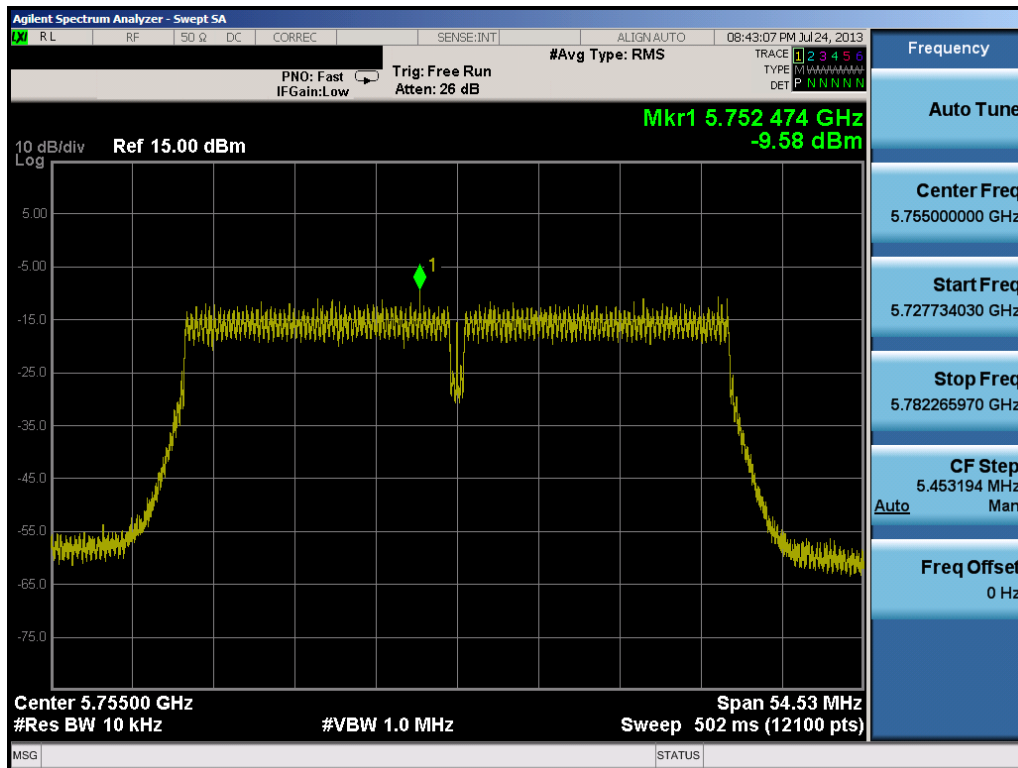 Agilent Spectrum Analyzer - Swept SA
LXI RL RF 50 Ω DC CORREC SENSE:INT ALIGNAUTO 08:43:07 PM Jul 24, 2013
#Avg Type: RMS TRACE 1 2 3 4 5 6
PNO: Fast Trig: Free Run TYPE M WWWWW
IFGain:Low Atten: 26 dB DET P N N N N N
Mkr1 5.752 474 GHz
-9.58 dBm
10 dB/div Ref 15.00 dBm
Log
5.00
-5.00
1
-15.0
-25.0
-35.0
-45.0
-55.0
-65.0
-75.0
Center 5.75500 GHz Span 54.53 MHz
#Res BW 10 kHz #VBW 1.0 MHz Sweep 502 ms (12100 pts)
MSG STATUS
Frequency
Auto Tune
Center Freq
5.755000000 GHz
Start Freq
5.727734030 GHz
Stop Freq
5.782265970 GHz
CF Step
5.453194 MHz
Auto Man
Freq Offset
0 Hz